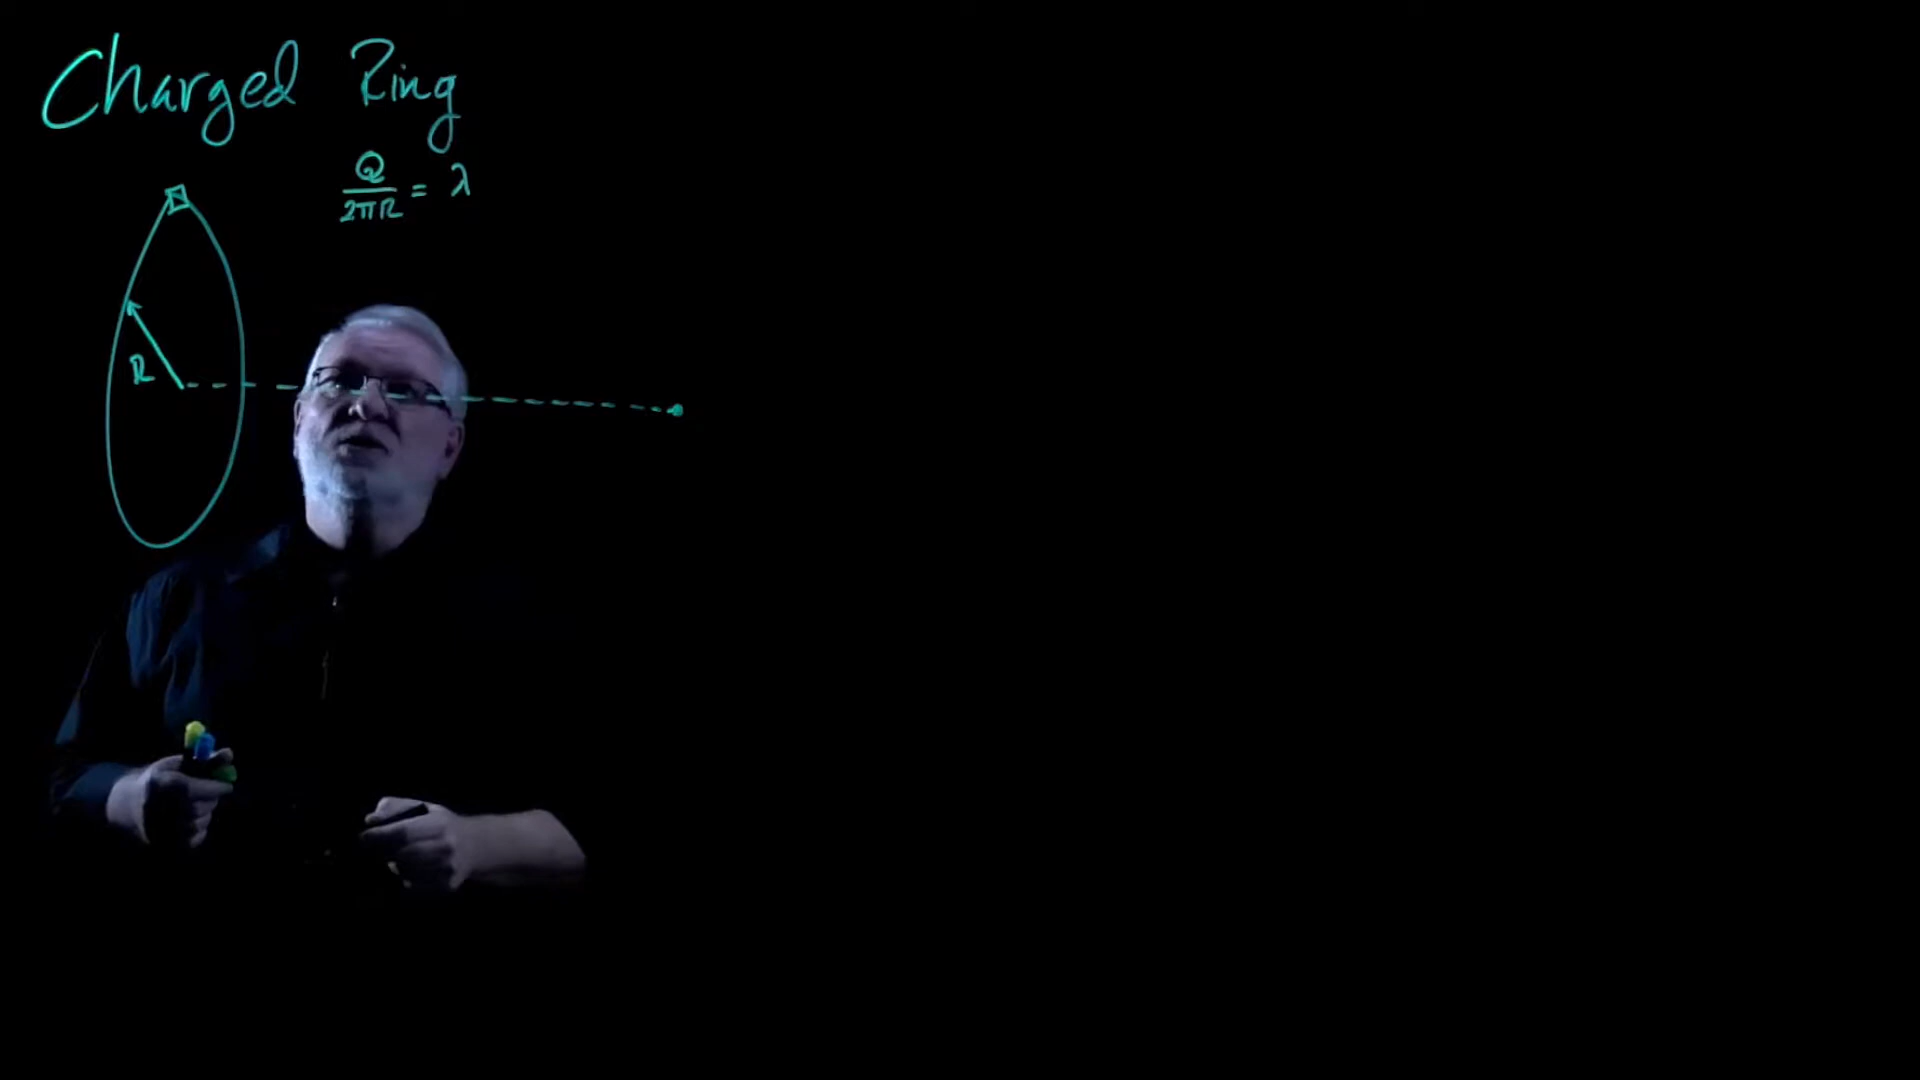 Charged Ring
Q/2πR = λ
R